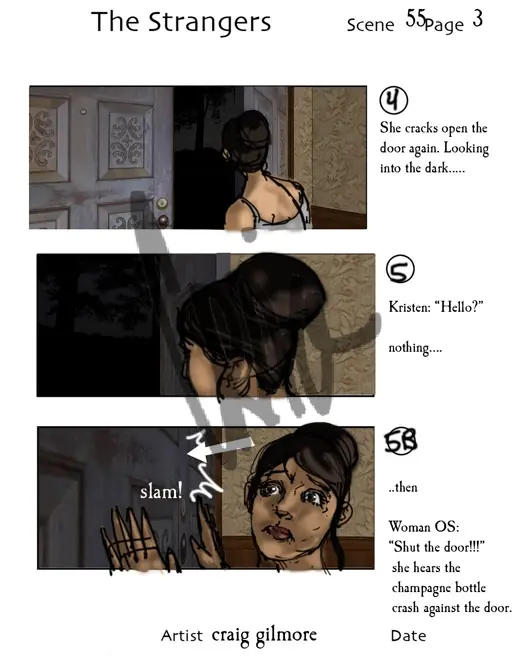 The Strangers
Scene 55 Page 3
4
She cracks open the
door again. Looking
into the dark.....
5
Kristen: “Hello?”
nothing....
5B
slam!
..then
Woman OS:
“Shut the door!!!”
she hears the
champagne bottle
crash against the door.
Artist craig gilmore
Date